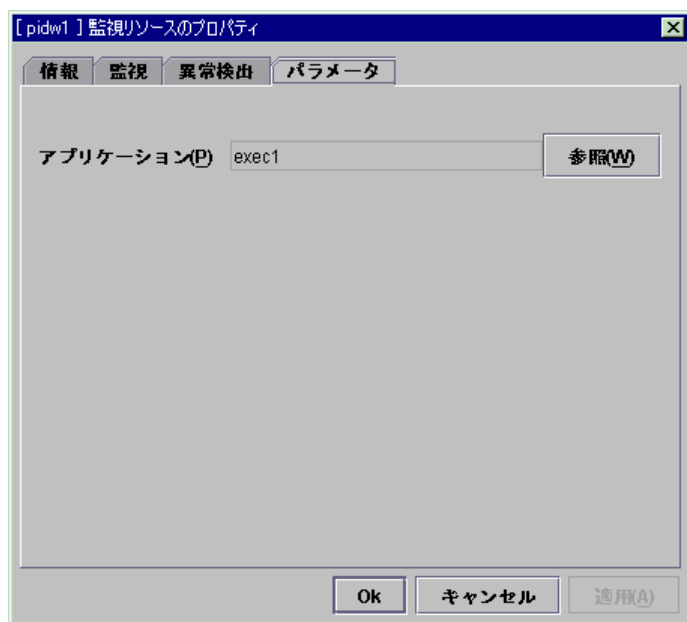 [ pidw1 ] 監視リソースのプロパティ
情報 監視 異常検出 パラメータ
アプリケーション(P) exec1 参照(W)
Ok キャンセル 適用(A)